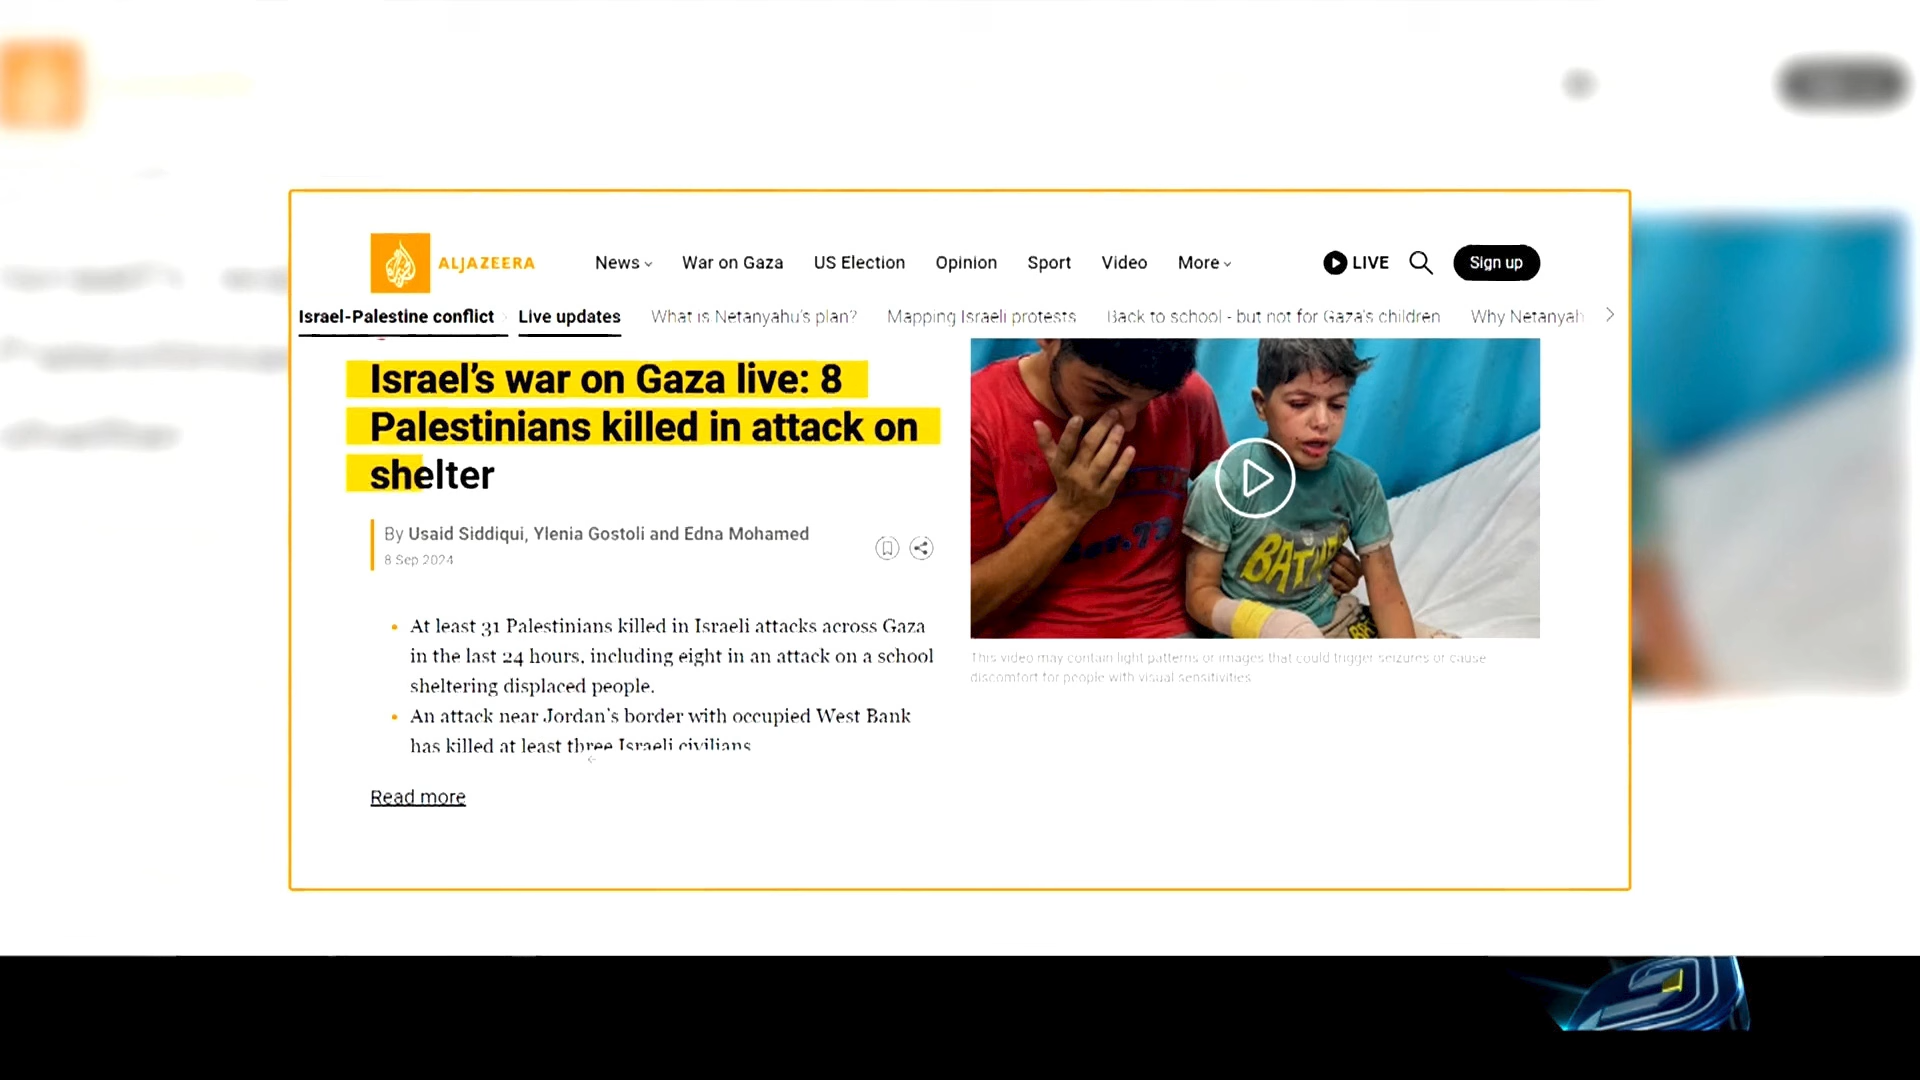 ALJAZEERA
News
War on Gaza
US Election
Opinion
Sport
Video
More
LIVE
Sign up
Israel-Palestine conflict
Live updates
What is Netanyahu's plan?
Mapping Israeli protests
Back to school - but not for Gaza's children
Why Netanyah
Israel's war on Gaza live: 8
Palestinians killed in attack on
shelter
By Usaid Siddiqui, Ylenia Gostoli and Edna Mohamed
8 Sep 2024
• At least 31 Palestinians killed in Israeli attacks across Gaza
in the last 24 hours, including eight in an attack on a school
sheltering displaced people.
• An attack near Jordan's border with occupied West Bank
has killed at least three Israeli civilians
Read more
This video may contain light patterns or images that could trigger seizures or cause
discomfort for people with visual sensitivities